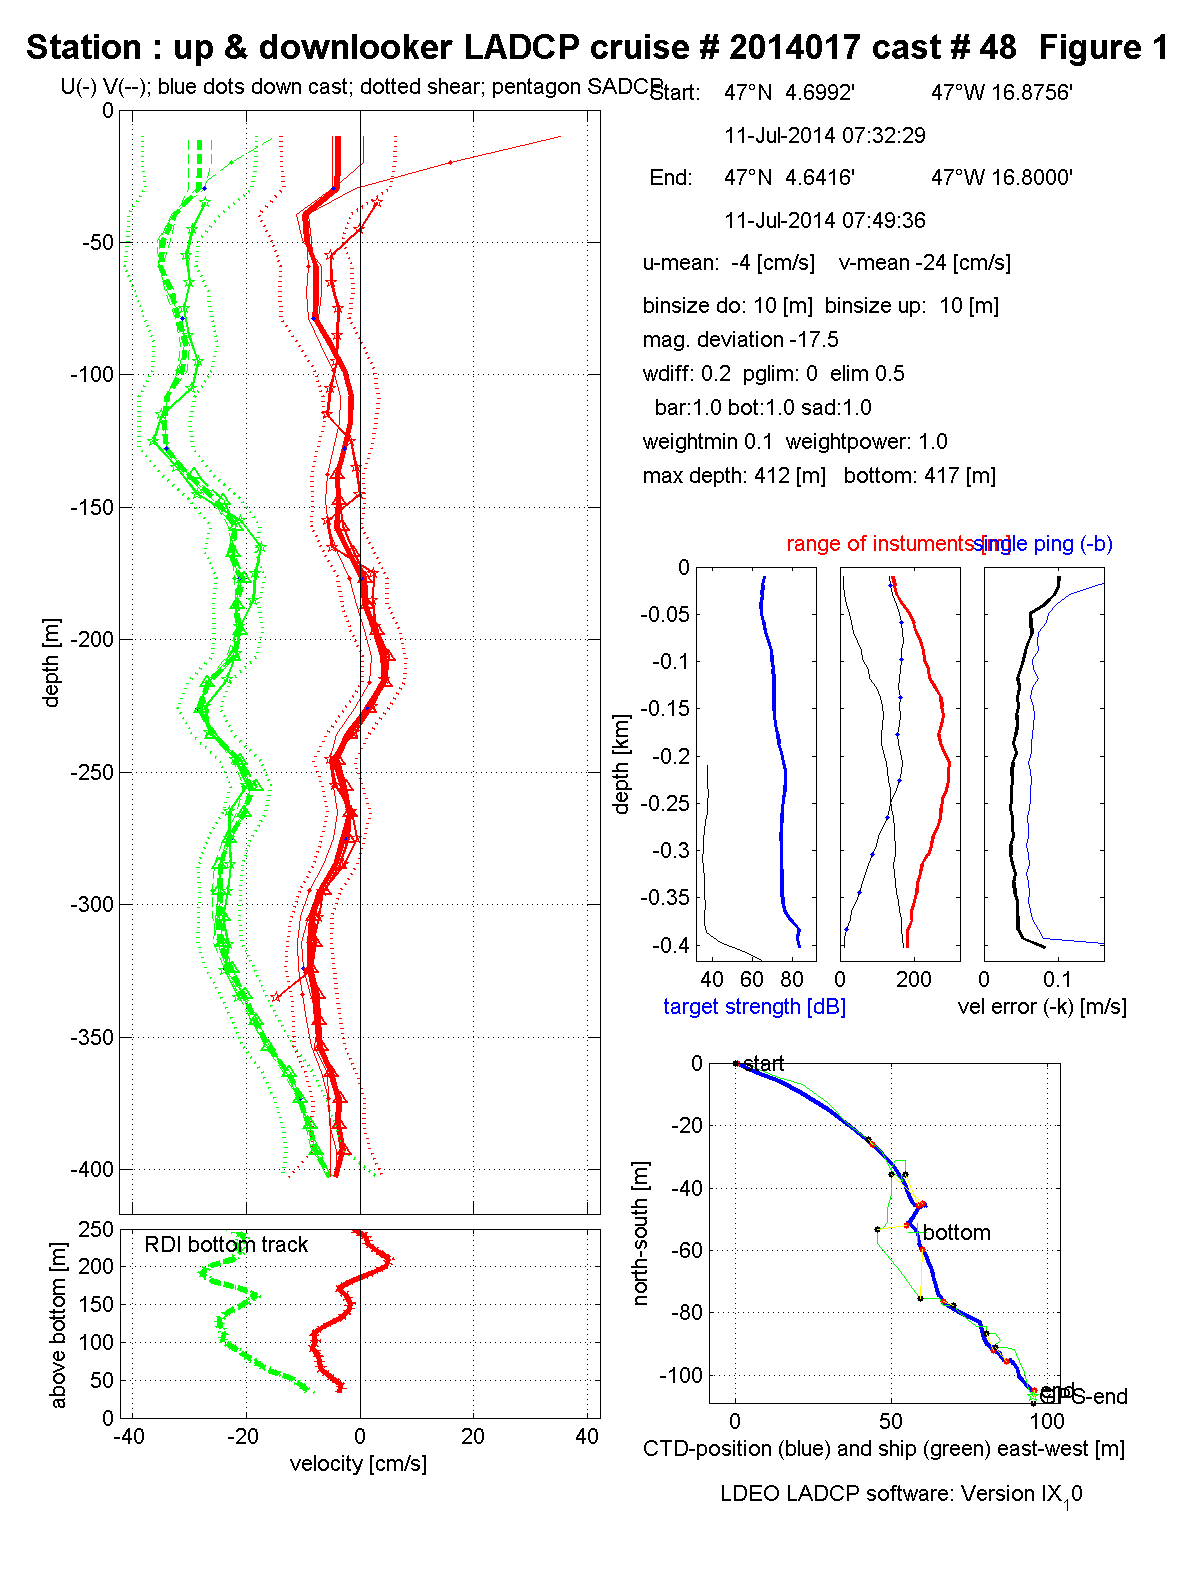 Station : up & downlooker LADCP cruise # 2014017 cast # 48  Figure 1
U(-) V(--); blue dots down cast; dotted shear; pentagon SADCP
Start: 47°N 4.6992' 47°W 16.8756'
11-Jul-2014 07:32:29
End: 47°N 4.6416' 47°W 16.8000'
11-Jul-2014 07:49:36
u-mean: -4 [cm/s] v-mean -24 [cm/s]
binsize do: 10 [m] binsize up: 10 [m]
mag. deviation -17.5
wdiff: 0.2 pglim: 0 elim 0.5
bar:1.0 bot:1.0 sad:1.0
weightmin 0.1 weightpower: 1.0
max depth: 412 [m] bottom: 417 [m]
0
-50
-100
-150
-200
-250
-300
-350
-400
depth [m]
RDI bottom track
250
200
150
100
50
0
above bottom [m]
-40 -20 0 20 40
velocity [cm/s]
range of instuments [m]
single ping (-b)
0
-0.05
-0.1
-0.15
-0.2
-0.25
-0.3
-0.35
-0.4
depth [km]
40 60 80
0 200
0 0.1
target strength [dB]
vel error (-k) [m/s]
start
bottom
end
GPS-end
0
-20
-40
-60
-80
-100
north-south [m]
0 50 100
CTD-position (blue) and ship (green) east-west [m]
LDEO LADCP software: Version IX10